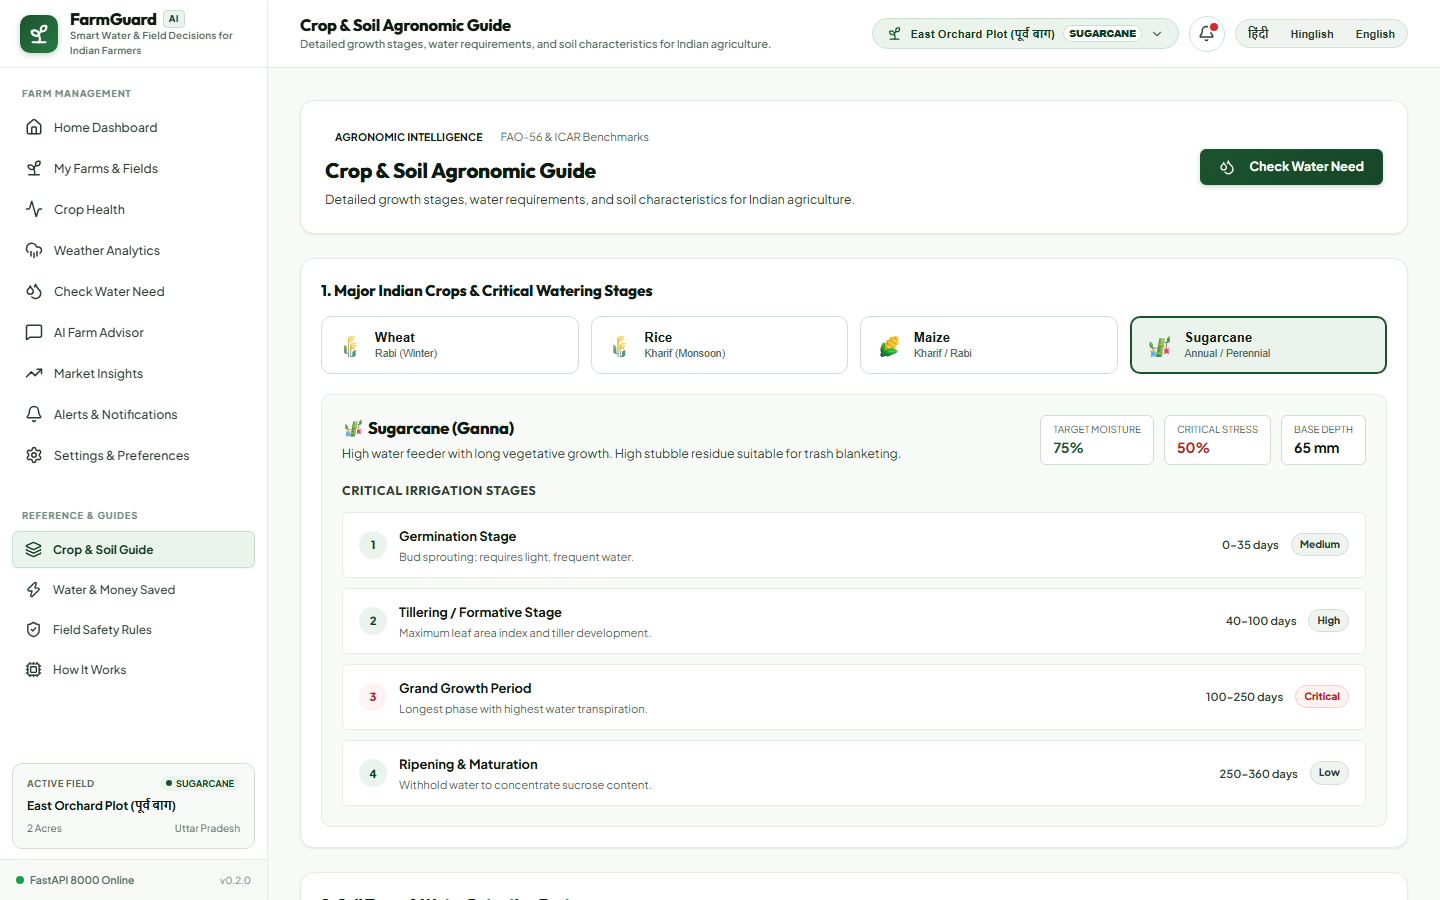 FarmGuard AI
Smart Water & Field Decisions for
Indian Farmers
FARM MANAGEMENT
Home Dashboard
My Farms & Fields
Crop Health
Weather Analytics
Check Water Need
AI Farm Advisor
Market Insights
Alerts & Notifications
Settings & Preferences
REFERENCE & GUIDES
Crop & Soil Guide
Water & Money Saved
Field Safety Rules
How It Works
ACTIVE FIELD SUGARCANE
East Orchard Plot (पूर्व बाग)
2 Acres Uttar Pradesh
FastAPI 8000 Online v0.2.0
Crop & Soil Agronomic Guide
Detailed growth stages, water requirements, and soil characteristics for Indian agriculture.
East Orchard Plot (पूर्व बाग) SUGARCANE
हिंदी Hinglish English
AGRONOMIC INTELLIGENCE FAO-56 & ICAR Benchmarks
Crop & Soil Agronomic Guide
Detailed growth stages, water requirements, and soil characteristics for Indian agriculture.
Check Water Need
1. Major Indian Crops & Critical Watering Stages
Wheat
Rabi (Winter)
Rice
Kharif (Monsoon)
Maize
Kharif / Rabi
Sugarcane
Annual / Perennial
Sugarcane (Ganna)
High water feeder with long vegetative growth. High stubble residue suitable for trash blanketing.
TARGET MOISTURE
75%
CRITICAL STRESS
50%
BASE DEPTH
65 mm
CRITICAL IRRIGATION STAGES
1 Germination Stage
Bud sprouting; requires light, frequent water.
0-35 days Medium
2 Tillering / Formative Stage
Maximum leaf area index and tiller development.
40-100 days High
3 Grand Growth Period
Longest phase with highest water transpiration.
100-250 days Critical
4 Ripening & Maturation
Withhold water to concentrate sucrose content.
250-360 days Low